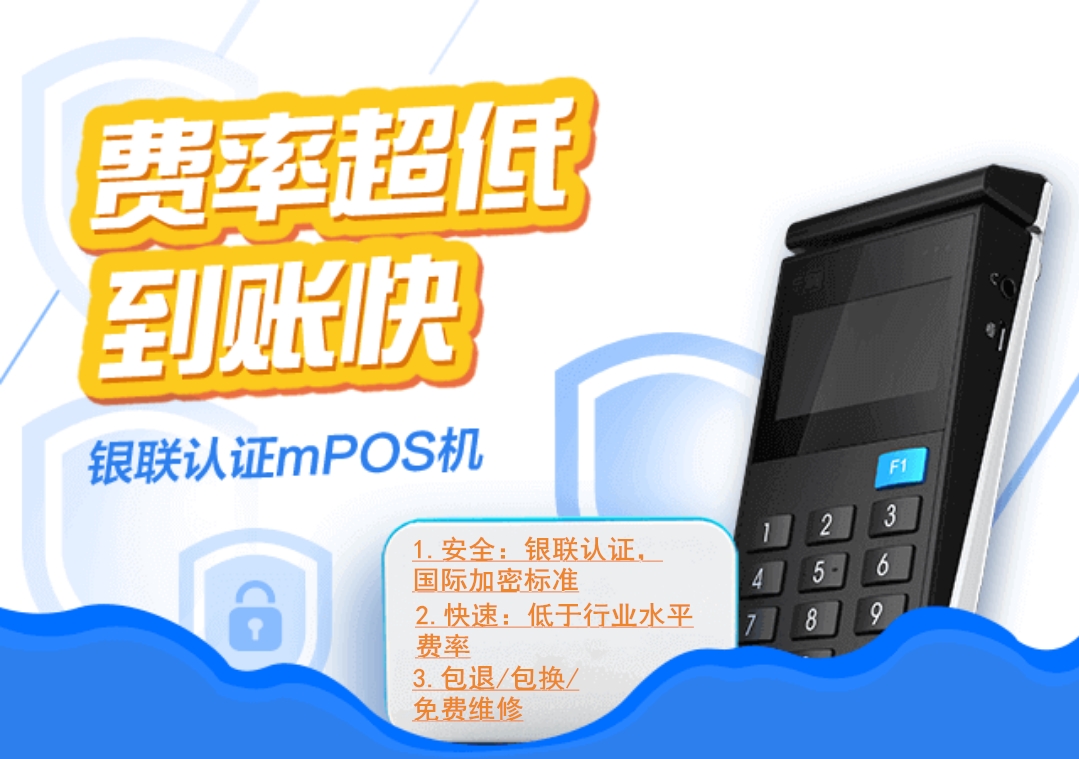 费率超低
到账快
银联认证mPOS机
1.安全：银联认证，
国际加密标准
2.快速：低于行业水平
费率
3.包退/包换/
免费维修
F1
1 2 3
4 5 6
7 8 9